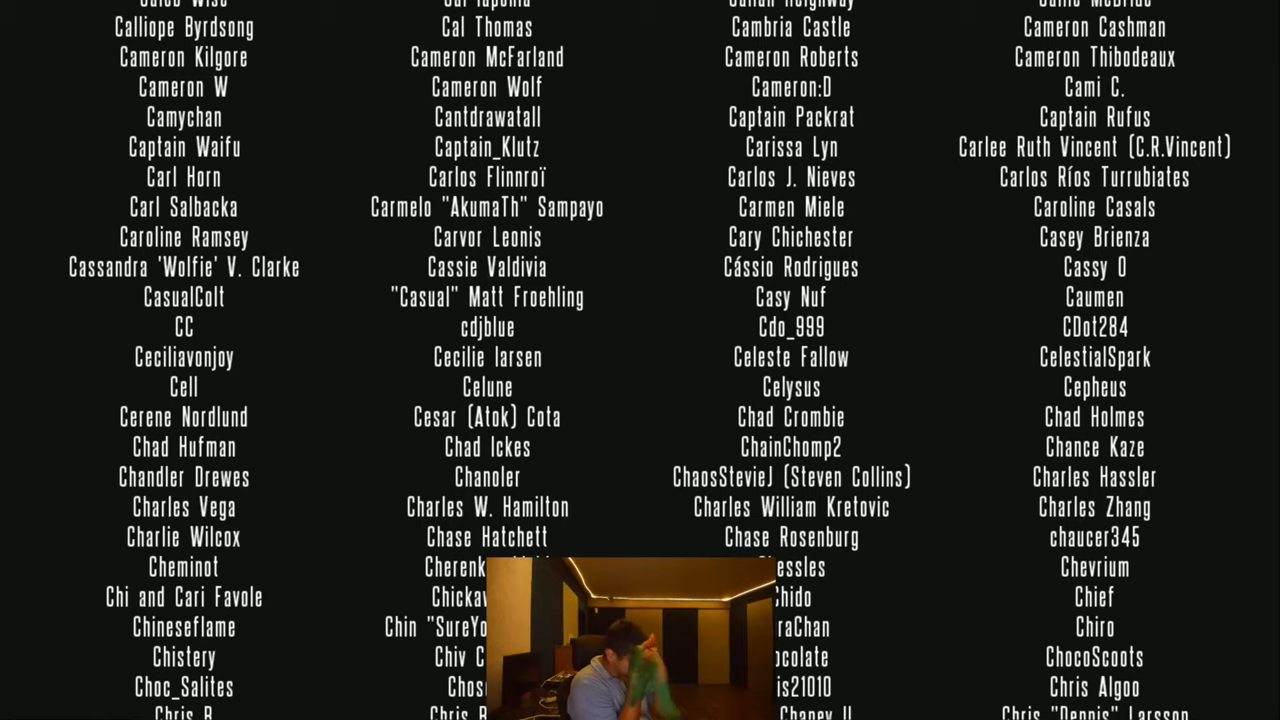 Calliope Byrdsong Cal Thomas Cambria Castle Cameron Cashman
Cameron Kilgore Cameron McFarland Cameron Roberts Cameron Thibodeaux
Cameron W Cameron Wolf Cameron:D Cami C.
Camychan Cantdrawatall Captain Packrat Captain Rufus
Captain Waifu Captain_Klutz Carissa Lyn Carlee Ruth Vincent (C.R.Vincent)
Carl Horn Carlos Flinnroï Carlos J. Nieves Carlos Ríos Turrubiates
Carl Salbacka Carmelo "AkumaTh" Sampayo Carmen Miele Caroline Casals
Caroline Ramsey Carvor Leonis Cary Chichester Casey Brienza
Cassandra 'Wolfie' V. Clarke Cassie Valdivia Cássio Rodrigues Cassy O
CasualColt "Casual" Matt Froehling Casy Nuf Caumen
CC cdjblue Cdo_999 CDot284
Ceciliavonjoy Cecilie larsen Celeste Fallow CelestialSpark
Cell Celune Celysus Cepheus
Cerene Nordlund Cesar (Atok) Cota Chad Crombie Chad Holmes
Chad Hufman Chad Ickes ChainChomp2 Chance Kaze
Chandler Drewes Chanoler ChaosStevieJ (Steven Collins) Charles Hassler
Charles Vega Charles W. Hamilton Charles William Kretovic Charles Zhang
Charlie Wilcox Chase Hatchett Chase Rosenburg chaucer345
Cheminot Chevrium
Chi and Cari Favole Chief
Chineseflame Chin Chiro
Chistery Chiv ChocoScoots
Choc_Salites Chris Algoo
Chris Chris "Dennis" Larsson